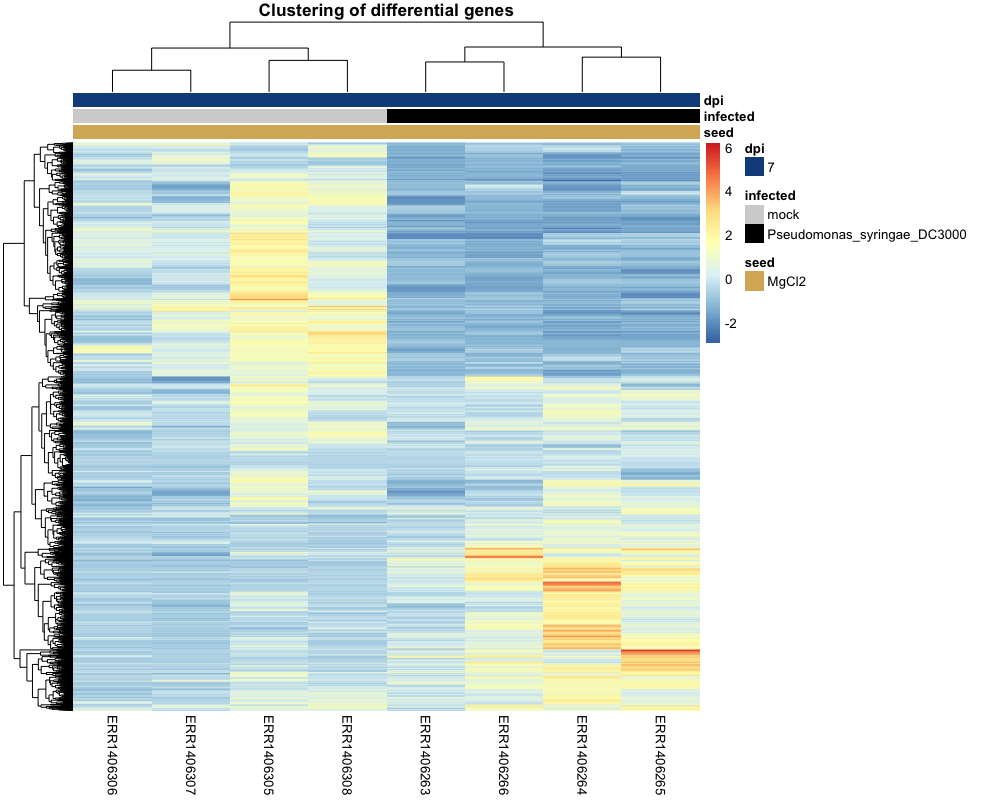 Clustering of differential genes
dpi
infected
seed
6
4
2
0
-2
dpi
7
infected
mock
Pseudomonas_syringae_DC3000
seed
MgCl2
ERR1406306
ERR1406307
ERR1406305
ERR1406308
ERR1406263
ERR1406266
ERR1406264
ERR1406265